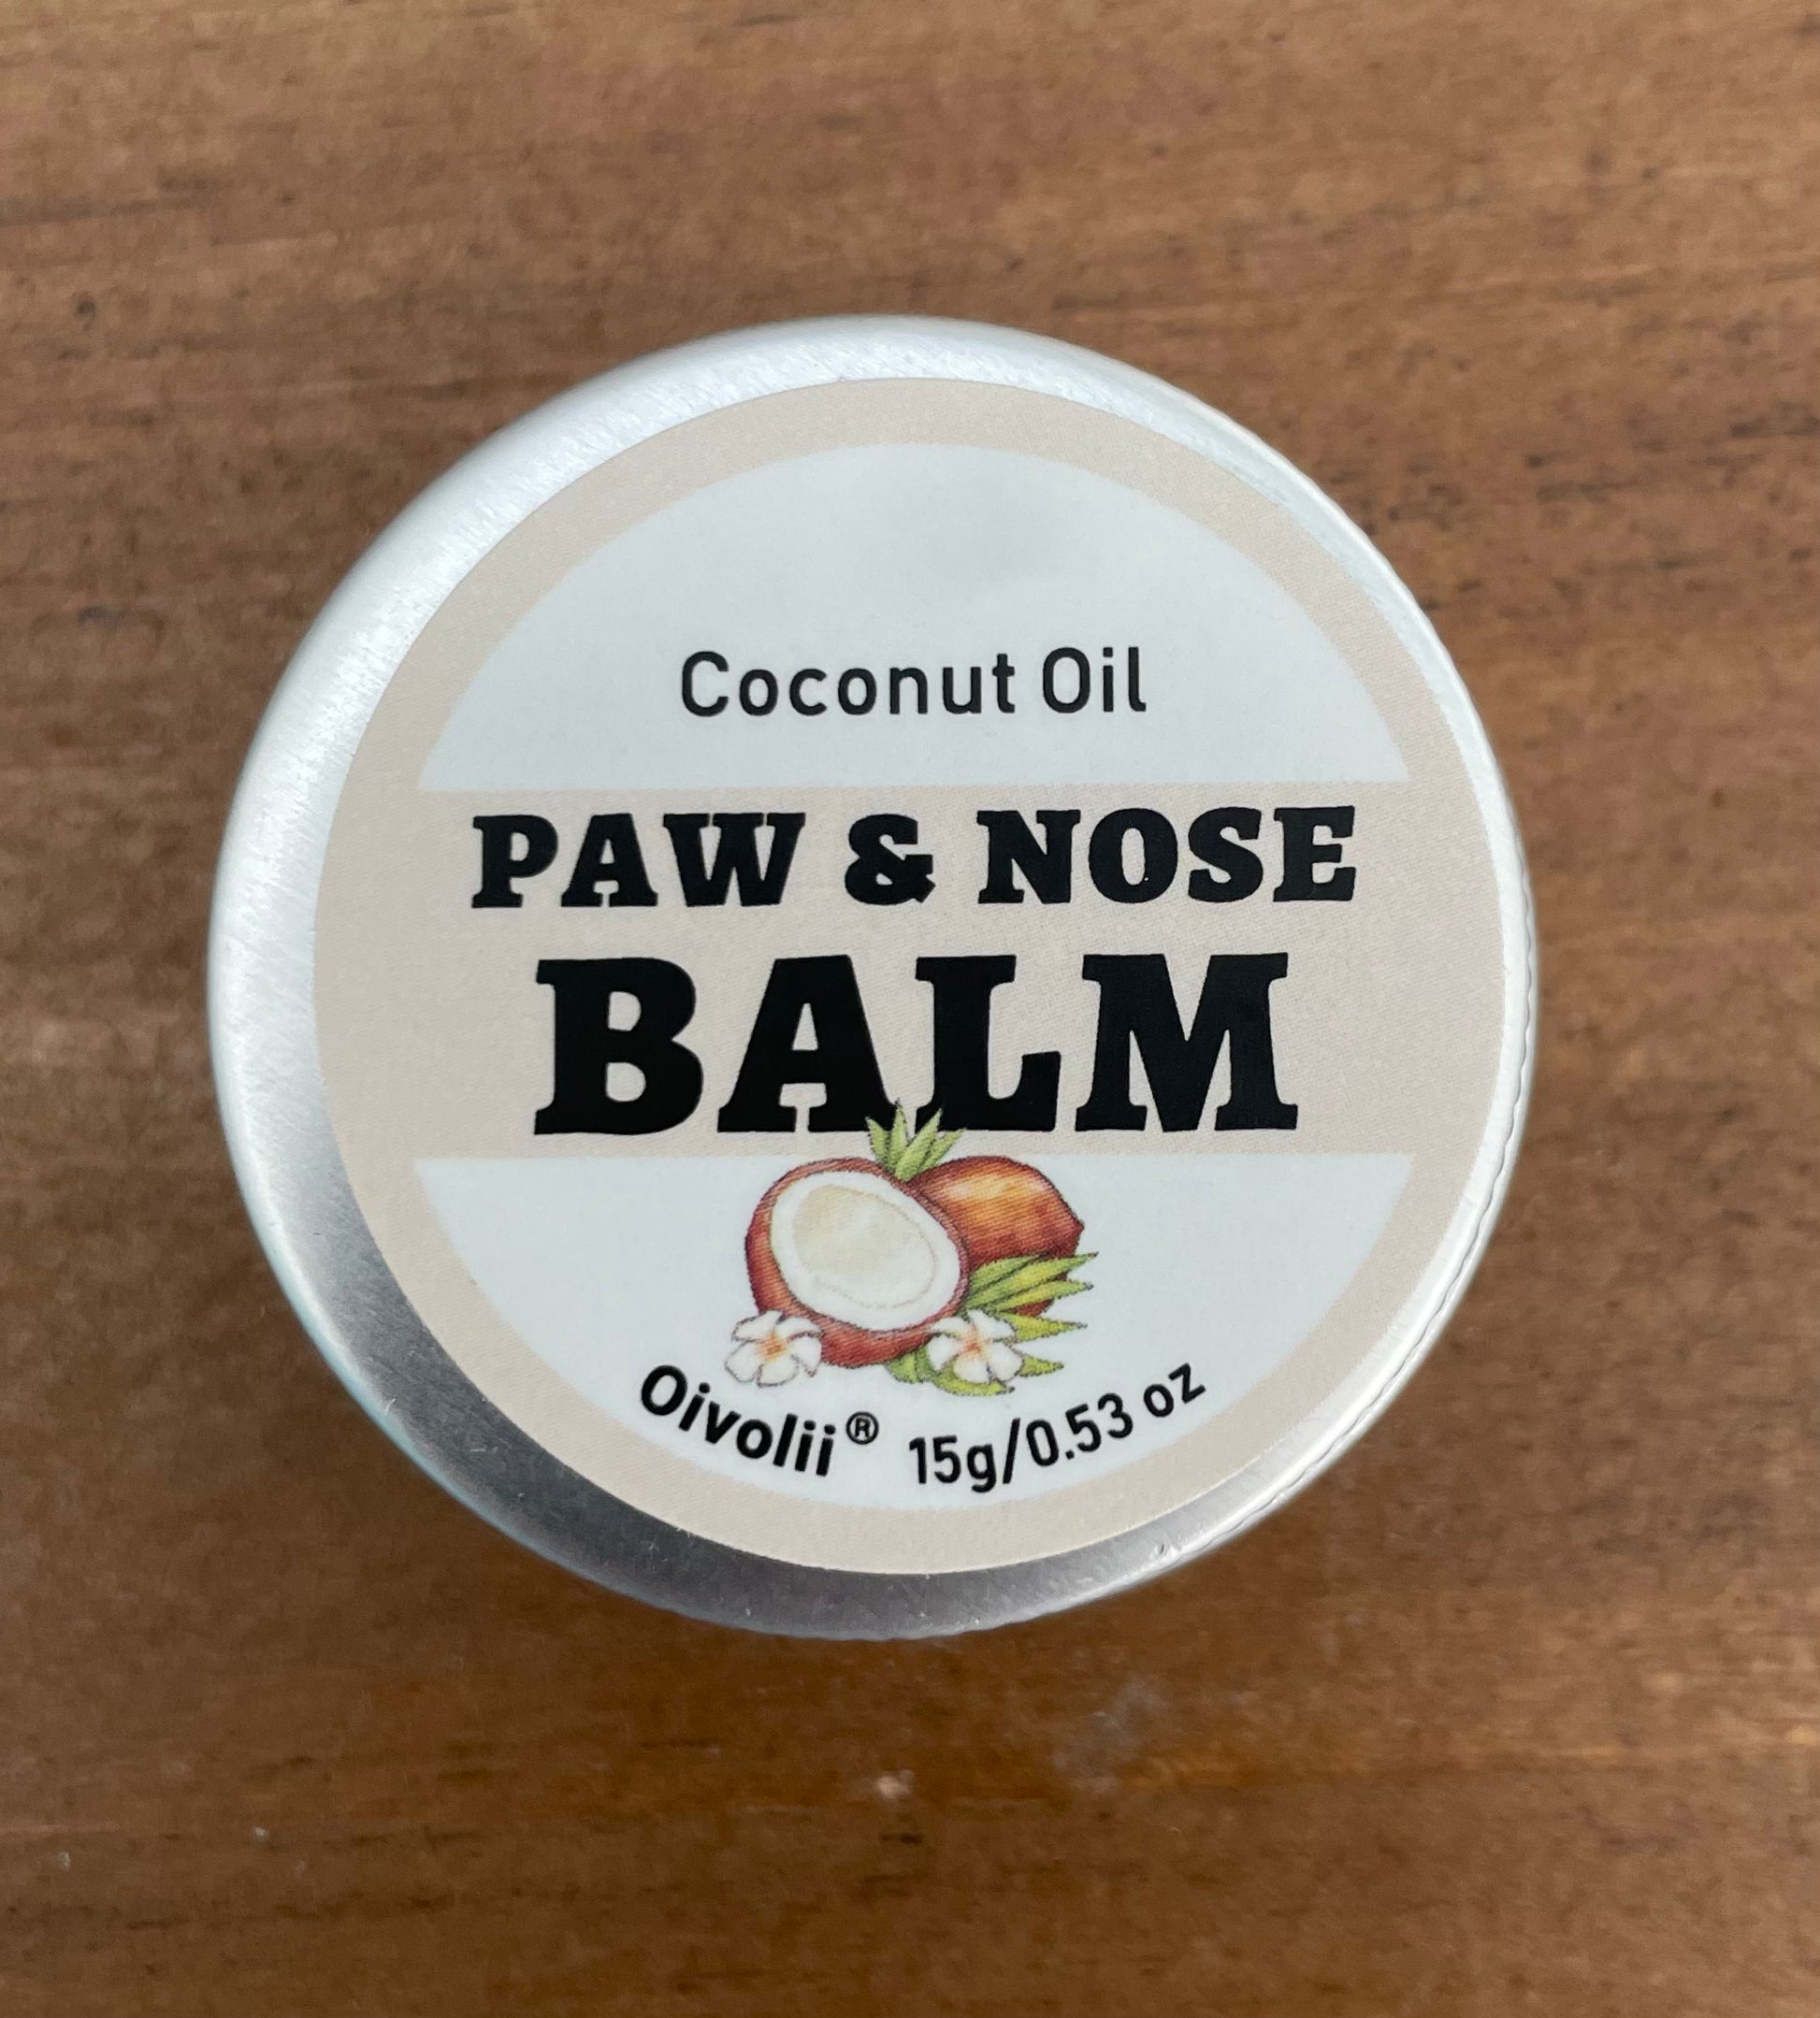 Coconut Oil
PAW & NOSE
BALM
Oivolii® 15g/0.53 oz